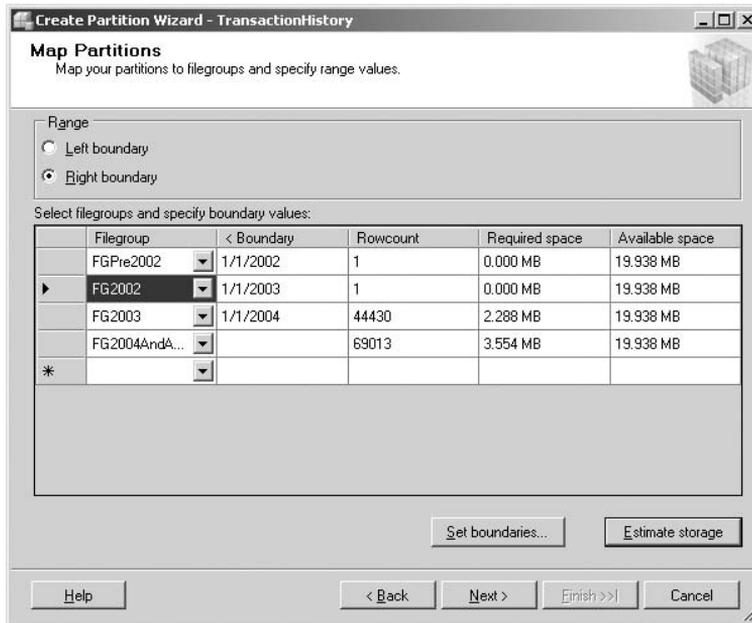 Create Partition Wizard - TransactionHistory
Map Partitions
Map your partitions to filegroups and specify range values.
Range
Left boundary
Right boundary
Select filegroups and specify boundary values:
Filegroup < Boundary Rowcount Required space Available space
FGPre2002 1/1/2002 1 0.000 MB 19.938 MB
FG2002 1/1/2003 1 0.000 MB 19.938 MB
FG2003 1/1/2004 44430 2.288 MB 19.938 MB
FG2004AndA... 69013 3.554 MB 19.938 MB
Set boundaries... Estimate storage
Help < Back Next > Finish >>| Cancel